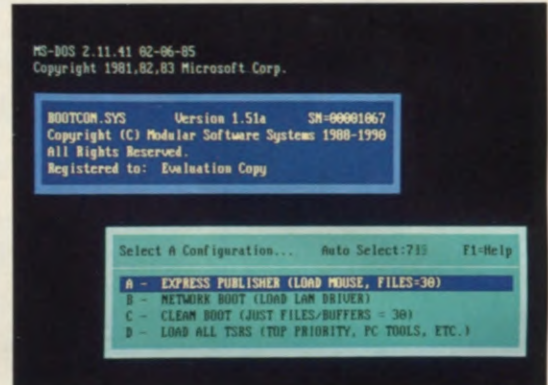 MS-DOS 2.11.41 02-06-85
Copyright 1981,82,83 Microsoft Corp.
BOOTCON.SYS Version 1.51a SN=00001067
Copyright (C) Modular Software Systems 1988-1990
All Rights Reserved.
Registered to: Evaluation Copy
Select A Configuration... Auto Select: F1=Help
A - EXPRESS PUBLISHER (LOAD MOUSE, FILES=30)
B - NETWORK BOOT (LOAD LAN DRIVER)
C - CLEAN BOOT (JUST FILES/BUFFERS = 30)
D - LOAD ALL TSRS (TOP PRIORITY, PC TOOLS, ETC.)